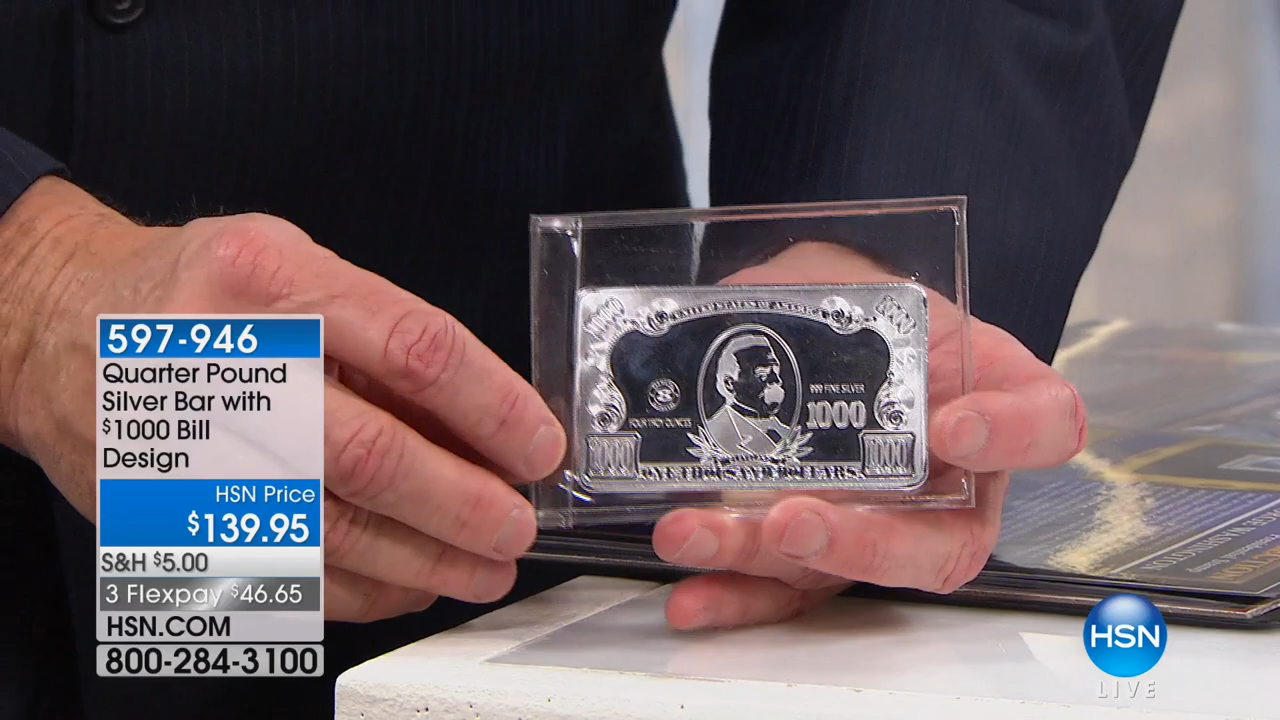 597-946
Quarter Pound
Silver Bar with
$1000 Bill
Design
HSN Price
$139.95
S&H $5.00
3 Flexpay $46.65
HSN.COM
800-284-3100
1000
1000
UNITED STATES OF AMERICA
999 FINE SILVER
FOUR TROY OUNCES
1000
1000
1000
ONE THOUSAND DOLLARS
HSN
LIVE